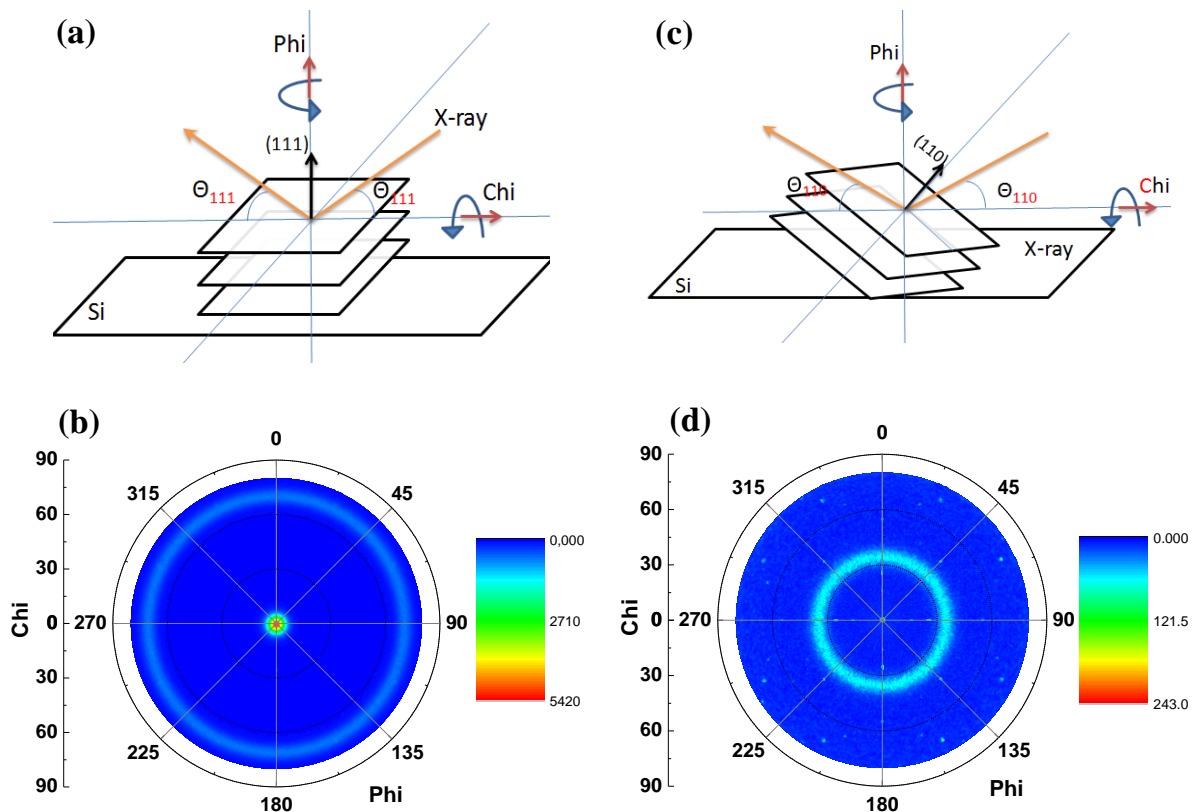 (a)
Phi
X-ray
(111)
Θ111
Θ111
Chi
Si
(c)
Phi
(110)
Θ110
Θ110
Chi
X-ray
Si
(b)
0
45
90
135
180
225
270
315
90
60
30
0
30
60
90
Chi
Phi
0,000
2710
5420
(d)
0
45
90
135
180
225
270
315
90
60
30
0
30
60
90
Chi
Phi
0.000
121.5
243.0